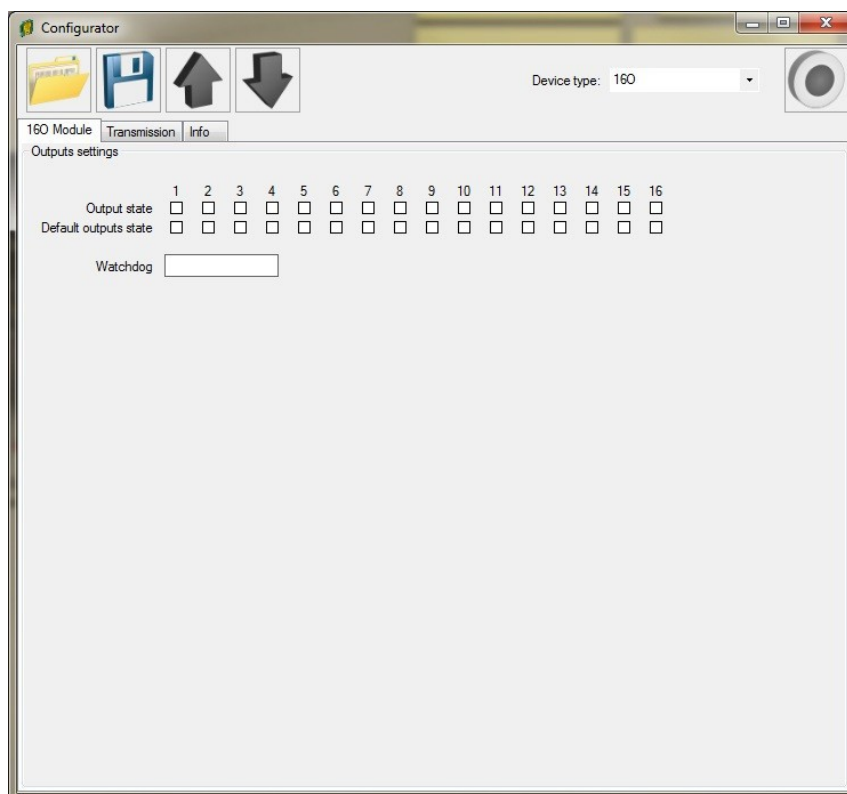 Configurator
Device type: 16O
16O Module Transmission Info
Outputs settings
1 2 3 4 5 6 7 8 9 10 11 12 13 14 15 16
Output state
Default outputs state
Watchdog